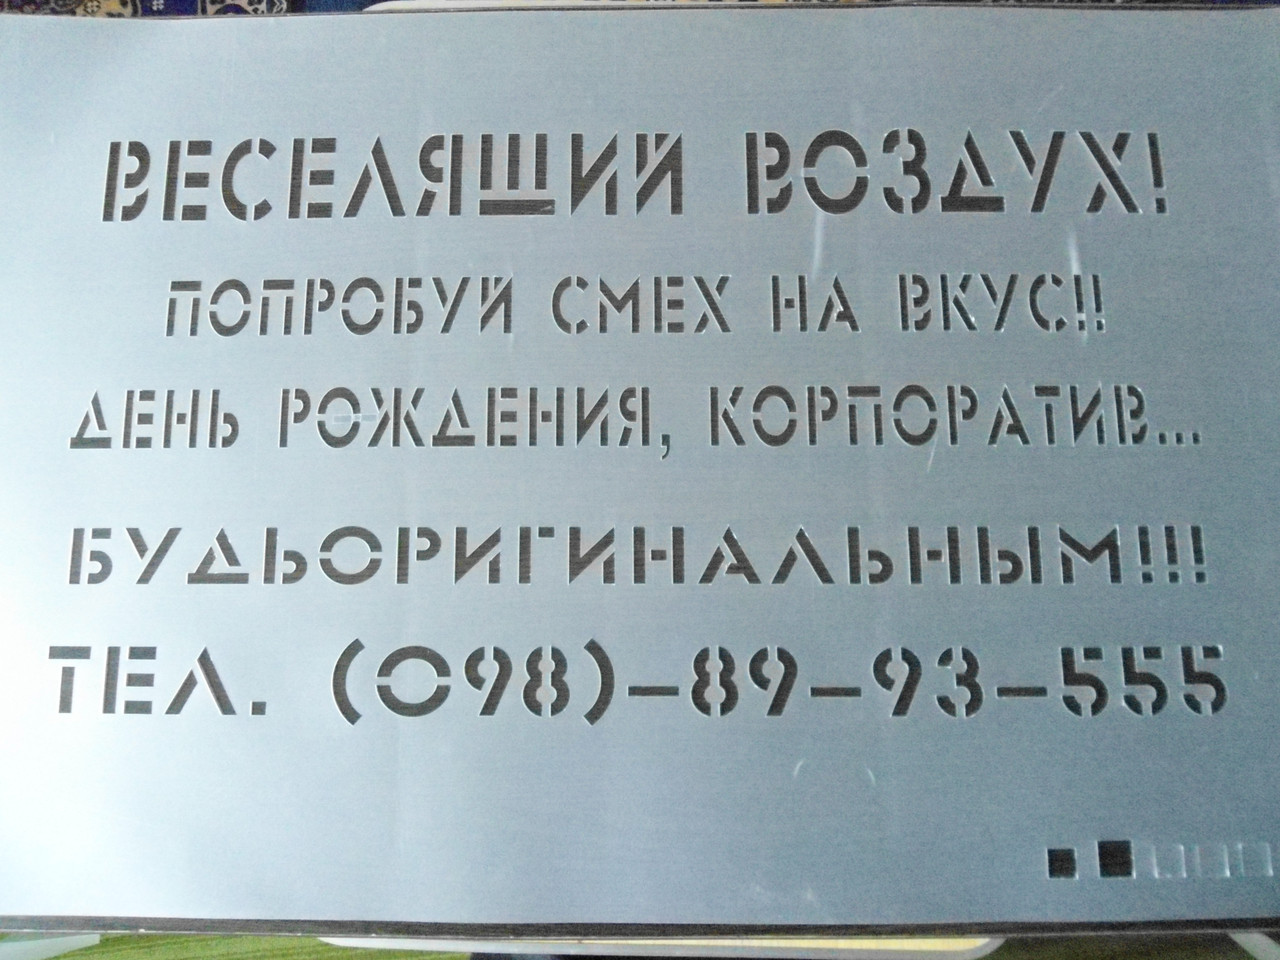 ВЕСЕЛЯЩИЙ ВОЗДУХ!
ПОПРОБУЙ СМЕХ НА ВКУС!!
ДЕНЬ РОЖДЕНИЯ, КОРПОРАТИВ...
БУДЬОРИГИНАЛЬНЫМ!!!
ТЕЛ. (098)-89-93-555